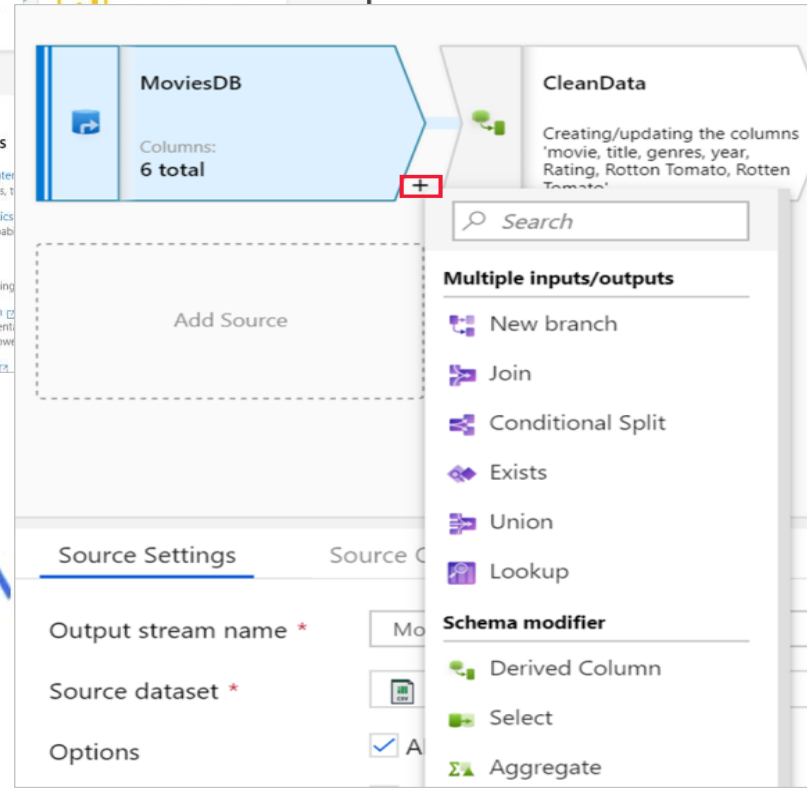 MoviesDB
Columns:
6 total
+
CleanData
Creating/updating the columns
'movie, title, genres, year,
Rating, Rotton Tomato, Rotten
Tomato'
Add Source
Search
Multiple inputs/outputs
New branch
Join
Conditional Split
Exists
Union
Lookup
Schema modifier
Derived Column
Select
Aggregate
Source Settings
Source
Output stream name *
Mo
Source dataset *
csv
Options